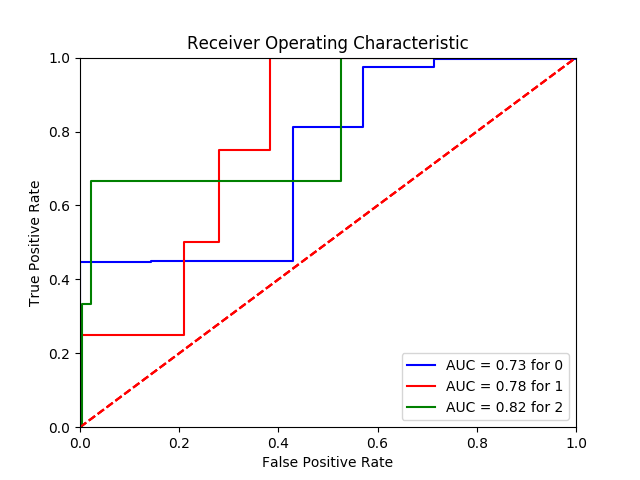 Receiver Operating Characteristic
1.0
0.8
0.6
0.4
0.2
0.0
True Positive Rate
AUC = 0.73 for 0
AUC = 0.78 for 1
AUC = 0.82 for 2
0.0 0.2 0.4 0.6 0.8 1.0
False Positive Rate